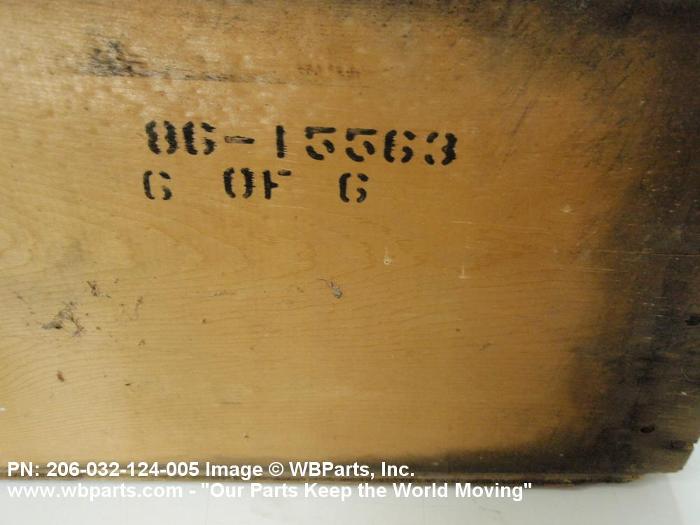 86-15563
6 OF 6
PN: 206-032-124-005 Image © WBParts, Inc.
www.wbparts.com - "Our Parts Keep the World Moving"